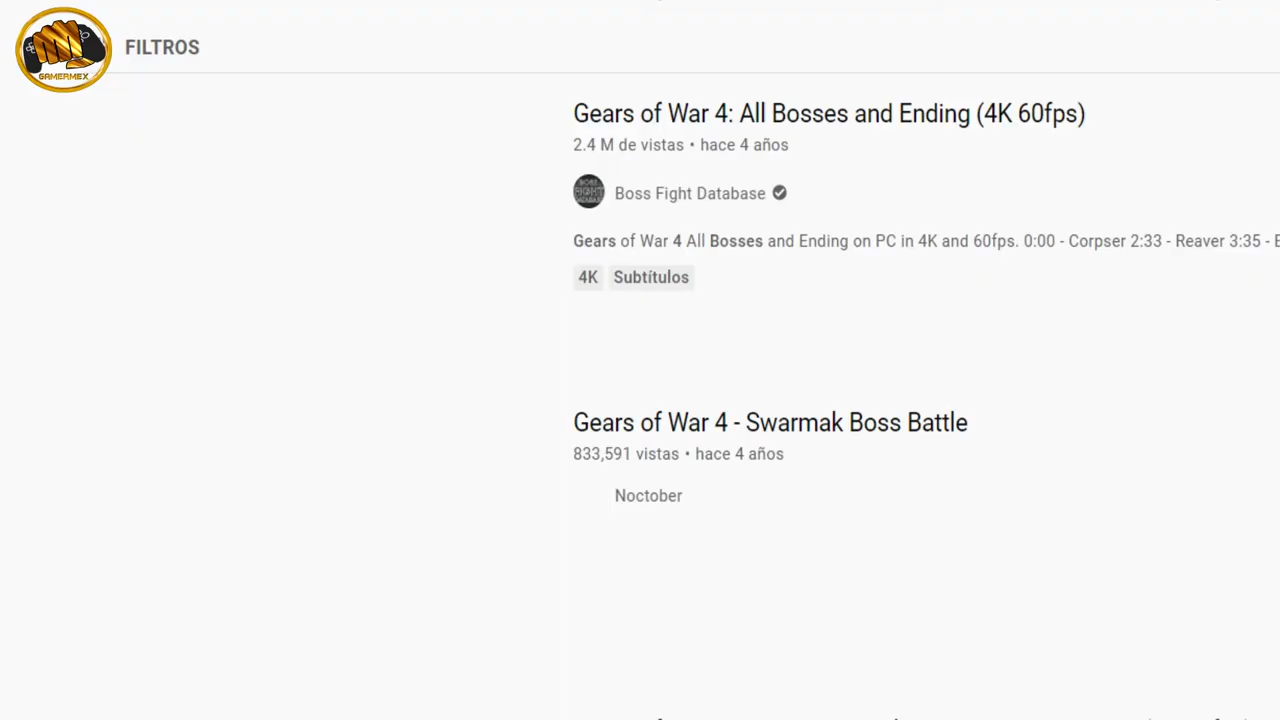 GAMERMEX
FILTROS
Gears of War 4: All Bosses and Ending (4K 60fps)
2.4 M de vistas • hace 4 años
BOSS FIGHT DATABASE
Boss Fight Database
Gears of War 4 All Bosses and Ending on PC in 4K and 60fps. 0:00 - Corpser 2:33 - Reaver 3:35 -
4K Subtítulos
Gears of War 4 - Swarmak Boss Battle
833,591 vistas • hace 4 años
Noctober